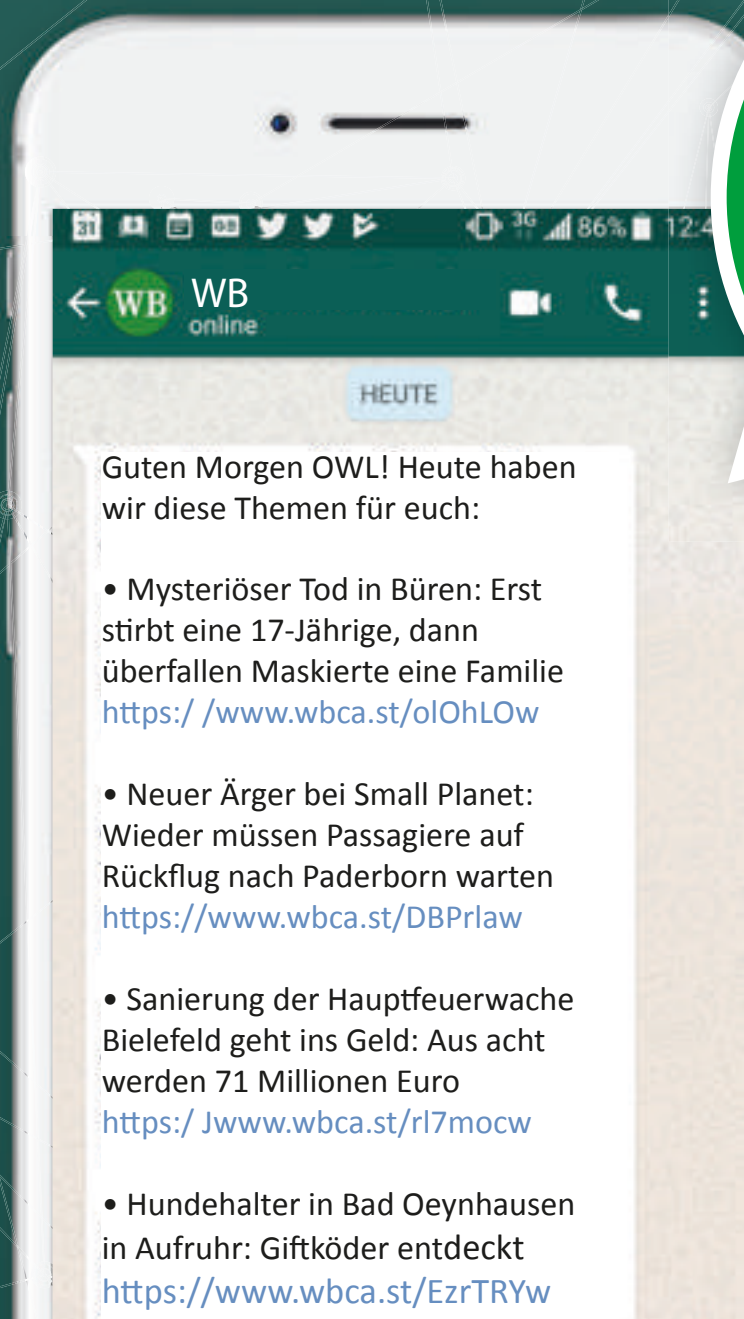 31 GB 3G 86% 12:4
WB WB
online
HEUTE
Guten Morgen OWL! Heute haben
wir diese Themen für euch:
• Mysteriöser Tod in Büren: Erst
stirbt eine 17-Jährige, dann
überfallen Maskierte eine Familie
https:/ /www.wbca.st/olOhLOw
• Neuer Ärger bei Small Planet:
Wieder müssen Passagiere auf
Rückflug nach Paderborn warten
https://www.wbca.st/DBPrlaw
• Sanierung der Hauptfeuerwache
Bielefeld geht ins Geld: Aus acht
werden 71 Millionen Euro
https:/ Jwww.wbca.st/rl7mocw
• Hundehalter in Bad Oeynhausen
in Aufruhr: Giftköder entdeckt
https://www.wbca.st/EzrTRYw